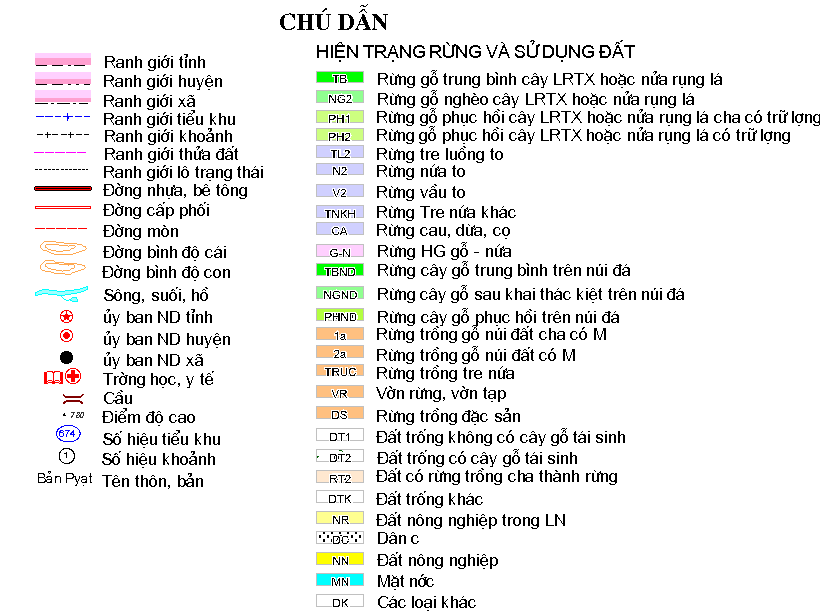 CHÚ DẪN
Ranh giới tỉnh
Ranh giới huyện
Ranh giới xã
Ranh giới tiểu khu
Ranh giới khoảnh
Ranh giới thửa đất
Ranh giới lô trạng thái
Đờng nhựa, bê tông
Đờng cấp phối
Đờng mòn
Đờng bình độ cái
Đờng bình độ con
Sông, suối, hồ
ủy ban ND tỉnh
ủy ban ND huyện
ủy ban ND xã
Trờng học, y tế
Cầu
780 Điểm độ cao
674 Số hiệu tiểu khu
1 Số hiệu khoảnh
Bản Pyat Tên thôn, bản
HIỆN TRẠNG RỪNG VÀ SỬ DỤNG ĐẤT
TB Rừng gỗ trung bình cây LRTX hoặc nửa rụng lá
NG2 Rừng gỗ nghèo cây LRTX hoặc nửa rụng lá
PH1 Rừng gỗ phục hồi cây LRTX hoặc nửa rụng lá cha có trữ lợng
PH2 Rừng gỗ phục hồi cây LRTX hoặc nửa rụng lá có trữ lợng
TL2 Rừng tre luồng to
N2 Rừng nứa to
V2 Rừng vầu to
TNKH Rừng Tre nứa khác
CA Rừng cau, dừa, cọ
G-N Rừng HG gỗ - nứa
TBND Rừng cây gỗ trung bình trên núi đá
NGND Rừng cây gỗ sau khai thác kiệt trên núi đá
PHND Rừng cây gỗ phục hồi trên núi đá
1a Rừng trồng gỗ núi đất cha có M
2a Rừng trồng gỗ núi đất có M
TRUC Rừng trồng tre nứa
VR Vờn rừng, vờn tạp
DS Rừng trồng đặc sản
DT1 Đất trống không có cây gỗ tái sinh
DT2 Đất trống có cây gỗ tái sinh
RT2 Đất có rừng trồng cha thành rừng
DTK Đất trống khác
NR Đất nông nghiệp trong LN
DC Dân c
NN Đất nông nghiệp
MN Mặt nớc
DK Các loại khác